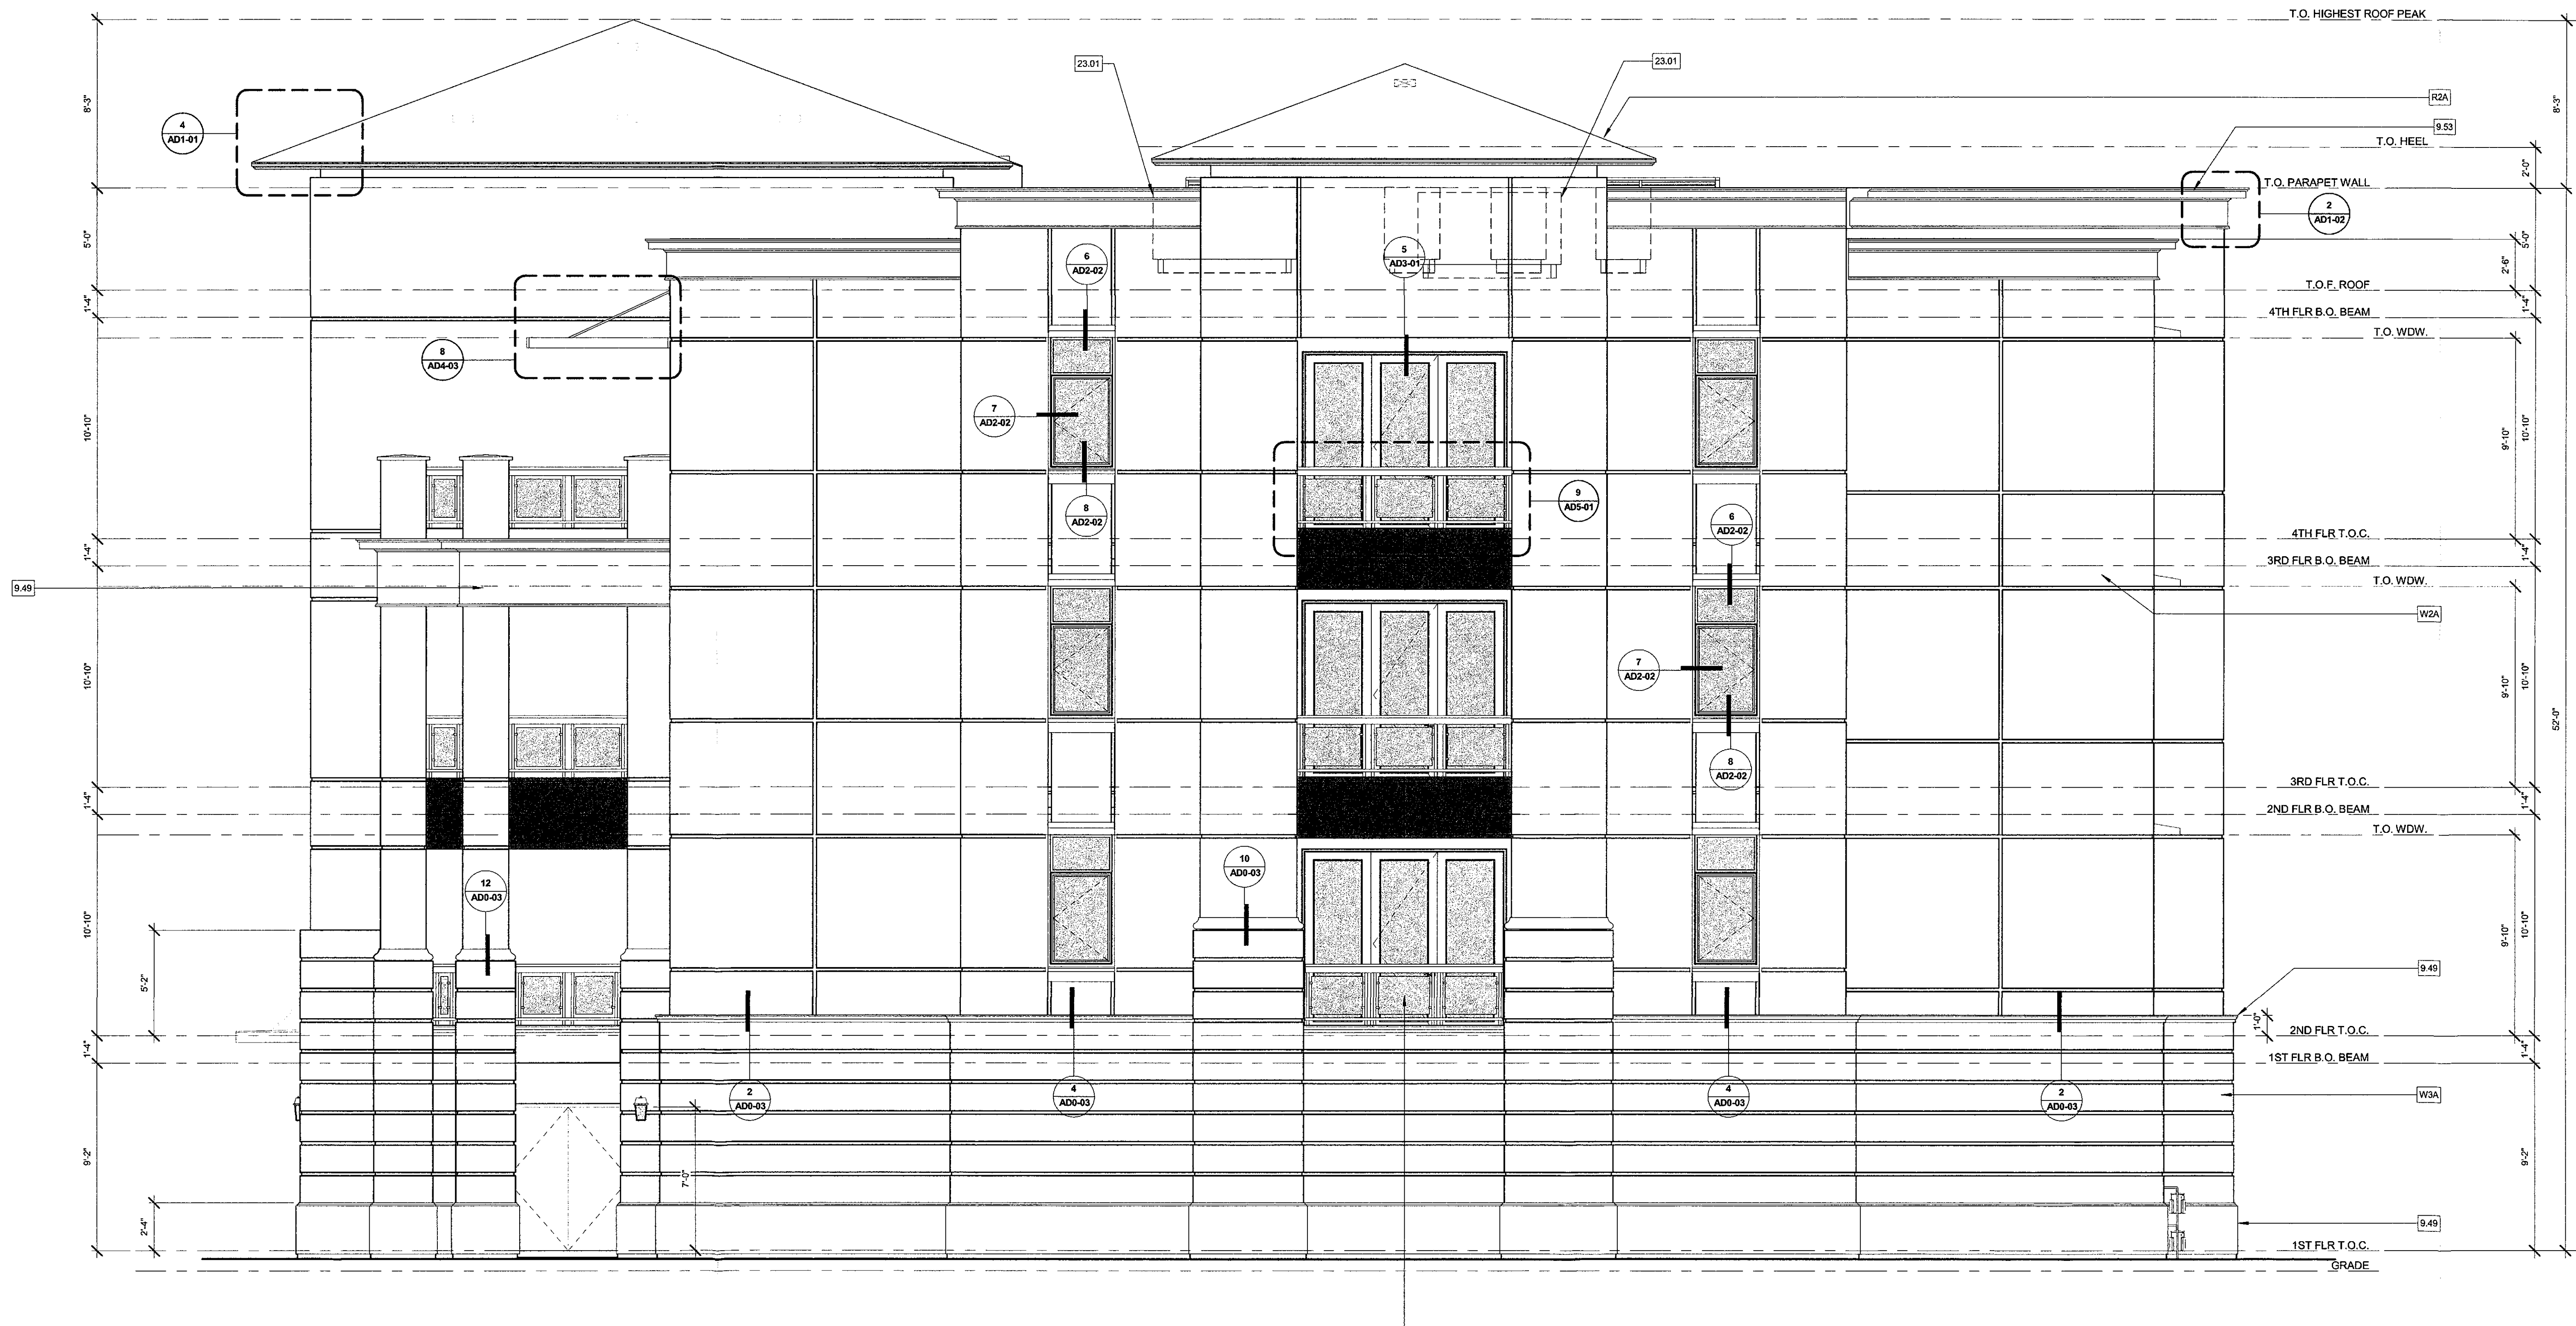 T.O. HIGHEST ROOF PEAK
23.01
23.01
R2A
8'-3"
8'-3"
4
AD1-01
9.53
T.O. HEEL
2'-0"
T.O. PARAPET WALL
2
AD1-02
5'-0"
5'-0"
6
AD2-02
5
AD3-01
2'-6"
T.O.F. ROOF
1'-4"
1'-4"
4TH FLR B.O. BEAM
T.O. WDW.
8
AD4-03
7
AD2-02
10'-10"
9'-10"
10'-10"
8
AD2-02
9
AD5-01
6
AD2-02
4TH FLR T.O.C.
1'-4"
1'-4"
3RD FLR B.O. BEAM
T.O. WDW.
9.49
W2A
7
AD2-02
10'-10"
9'-10"
10'-10"
52'-0"
8
AD2-02
3RD FLR T.O.C.
1'-4"
1'-4"
2ND FLR B.O. BEAM
T.O. WDW.
10
AD0-03
12
AD0-03
10'-10"
9'-10"
10'-10"
5'-2"
9.49
1'-0"
2ND FLR T.O.C.
1'-4"
1'-4"
1ST FLR B.O. BEAM
2
AD0-03
4
AD0-03
4
AD0-03
2
AD0-03
W3A
9'-2"
7'-0"
9'-2"
2'-4"
9.49
1ST FLR T.O.C.
GRADE